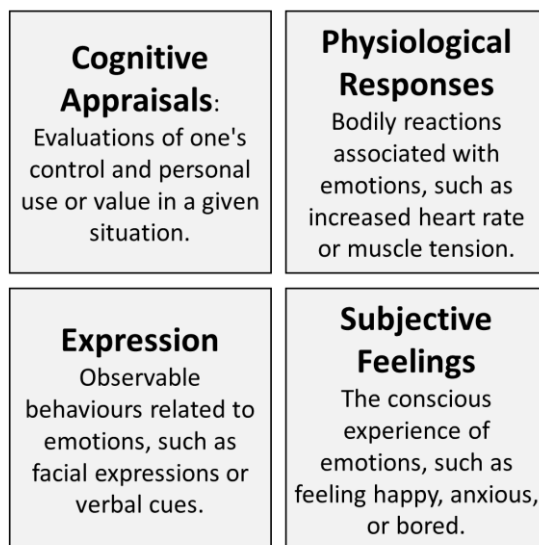 Cognitive
Appraisals:
Evaluations of one's
control and personal
use or value in a given
situation.
Physiological
Responses
Bodily reactions
associated with
emotions, such as
increased heart rate
or muscle tension.
Expression
Observable
behaviours related to
emotions, such as
facial expressions or
verbal cues.
Subjective
Feelings
The conscious
experience of
emotions, such as
feeling happy, anxious,
or bored.